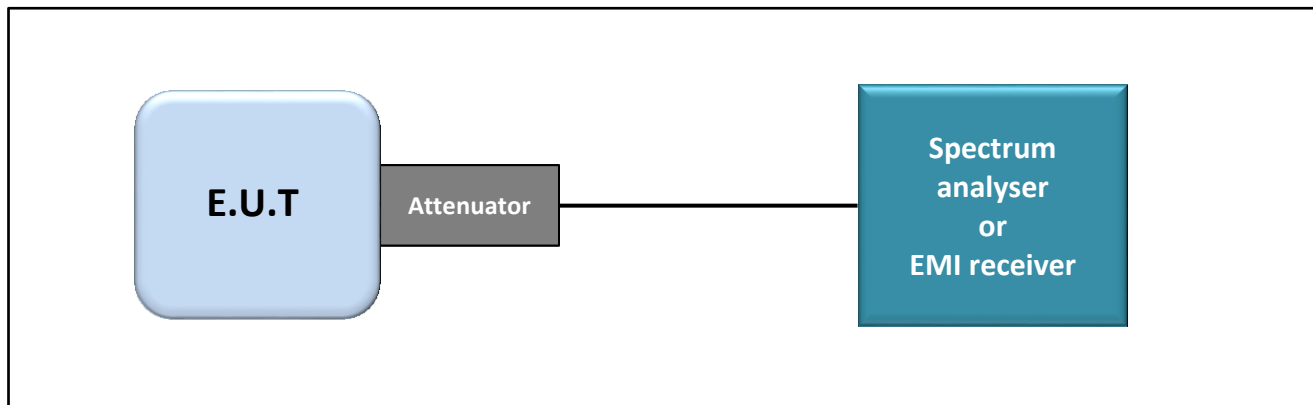 E.U.T
Attenuator
Spectrum
analyser
or
EMI receiver